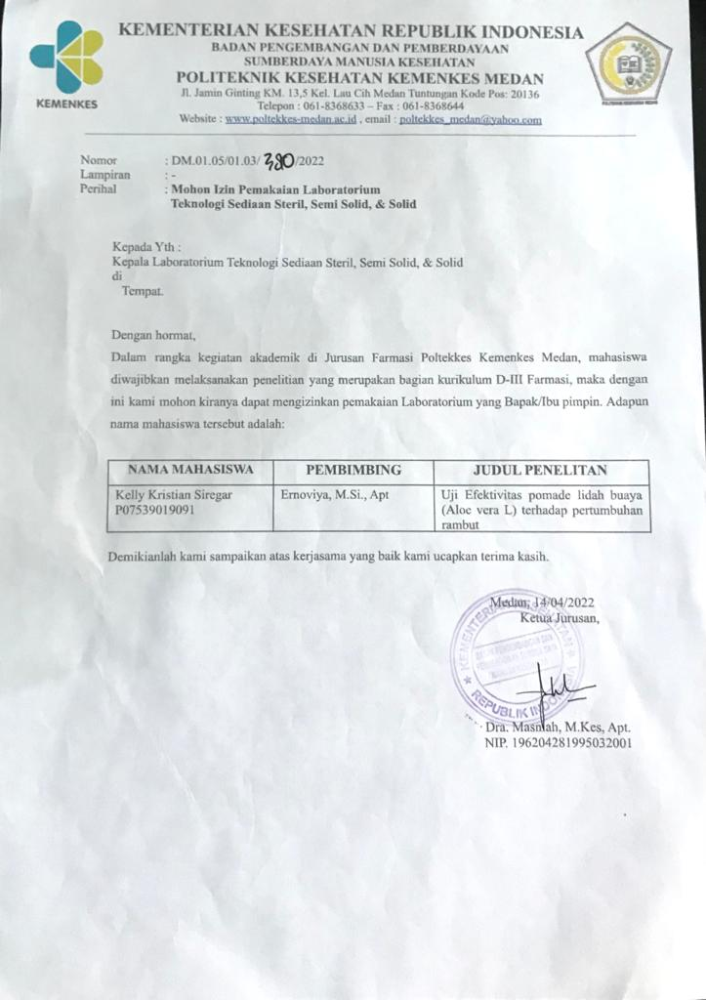 KEMENKES
KEMENTERIAN KESEHATAN REPUBLIK INDONESIA
BADAN PENGEMBANGAN DAN PEMBERDAYAAN
SUMBERDAYA MANUSIA KESEHATAN
POLITEKNIK KESEHATAN KEMENKES MEDAN
Jl. Jamin Ginting KM. 13,5 Kel. Lau Cih Medan Tuntungan Kode Pos: 20136
Telepon : 061-8368633 – Fax : 061-8368644
Website : www.poltekkes-medan.ac.id , email : poltekkes_medan@yahoo.com
Nomor : DM.01.05/01.03/ 380 /2022
Lampiran : -
Perihal : Mohon Izin Pemakaian Laboratorium
Teknologi Sediaan Steril, Semi Solid, & Solid
Kepada Yth :
Kepala Laboratorium Teknologi Sediaan Steril, Semi Solid, & Solid
di
Tempat.
Dengan hormat,
Dalam rangka kegiatan akademik di Jurusan Farmasi Poltekkes Kemenkes Medan, mahasiswa
diwajibkan melaksanakan penelitian yang merupakan bagian kurikulum D-III Farmasi, maka dengan
ini kami mohon kiranya dapat mengizinkan pemakaian Laboratorium yang Bapak/Ibu pimpin. Adapun
nama mahasiswa tersebut adalah:
NAMA MAHASISWA PEMBIMBING JUDUL PENELITAN
Kelly Kristian Siregar Ernoviya, M.Si., Apt Uji Efektivitas pomade lidah buaya
P07539019091 (Aloe vera L) terhadap pertumbuhan
rambut
Demikianlah kami sampaikan atas kerjasama yang baik kami ucapkan terima kasih.
Medan, 14/04/2022
Ketua Jurusan,
KEMENTERIAN KESEHATAN
REPUBLIK INDONESIA
Dra. Masniah, M.Kes, Apt.
NIP. 196204281995032001